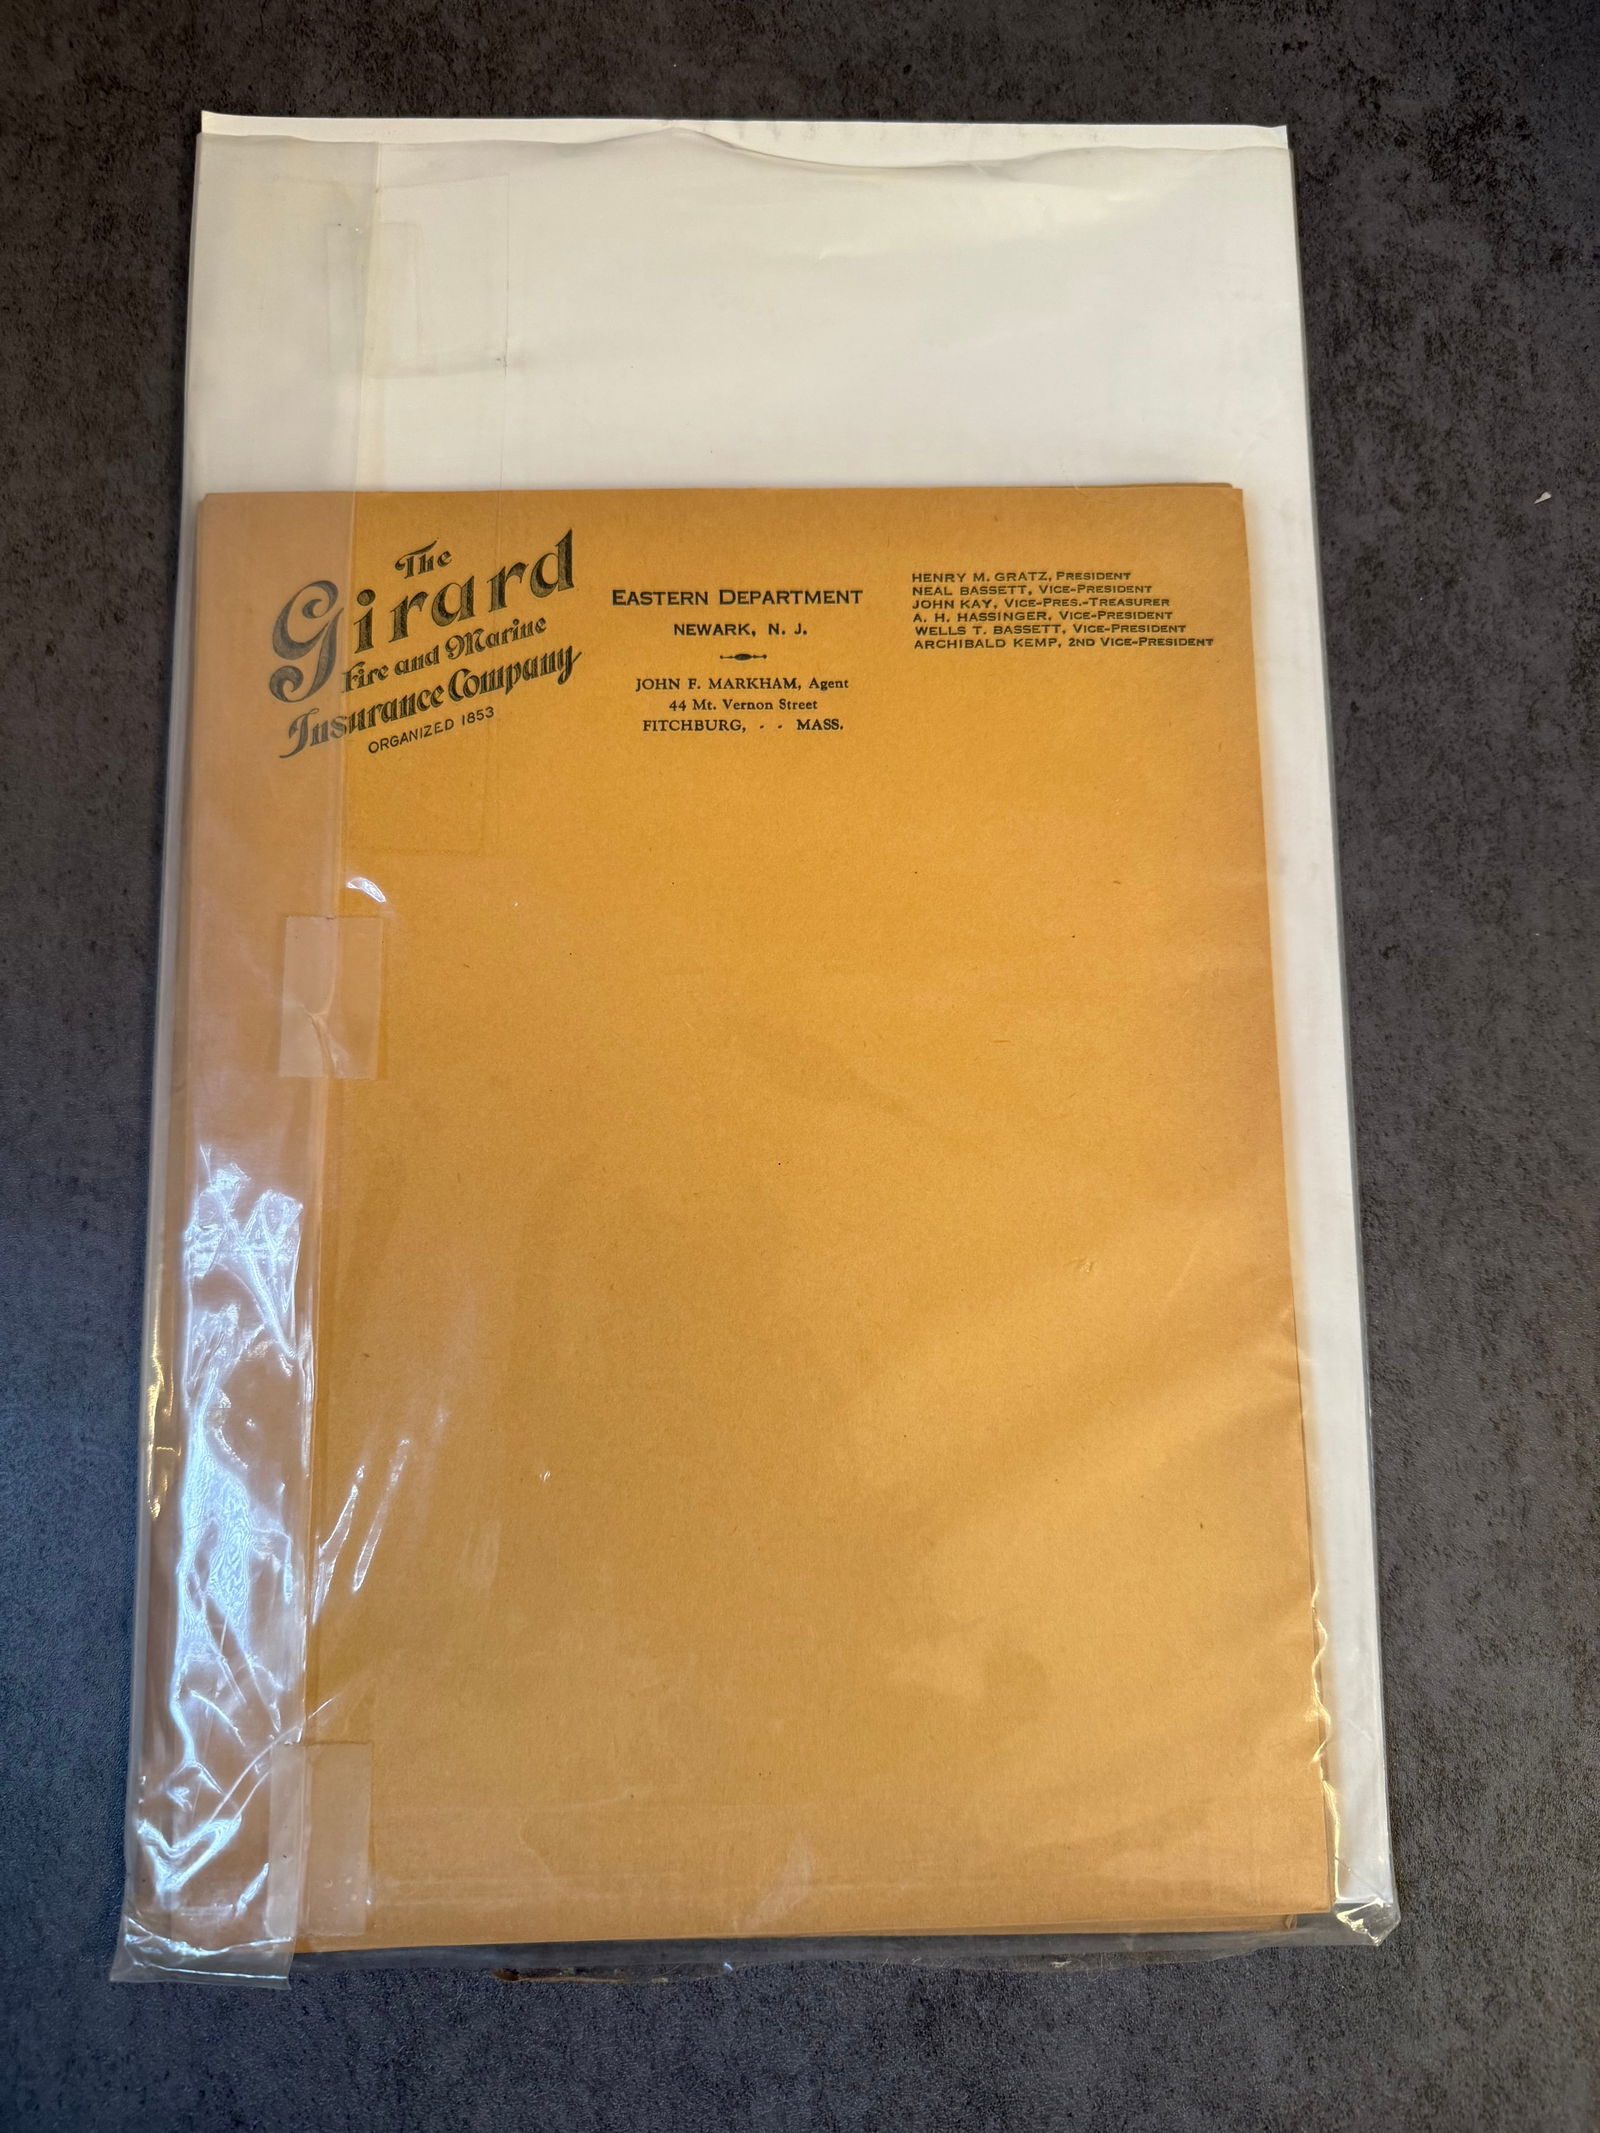 The
Girard
Fire and Marine
Insurance Company
ORGANIZED 1853
EASTERN DEPARTMENT
NEWARK, N. J.
JOHN F. MARKHAM, Agent
44 Mt. Vernon Street
FITCHBURG, - - MASS.
HENRY M. GRATZ, PRESIDENT
NEAL BASSETT, VICE-PRESIDENT
JOHN KAY, VICE-PRES.-TREASURER
A. H. HASSINGER, VICE-PRESIDENT
WELLS T. BASSETT, VICE-PRESIDENT
ARCHIBALD KEMP, 2ND VICE-PRESIDENT